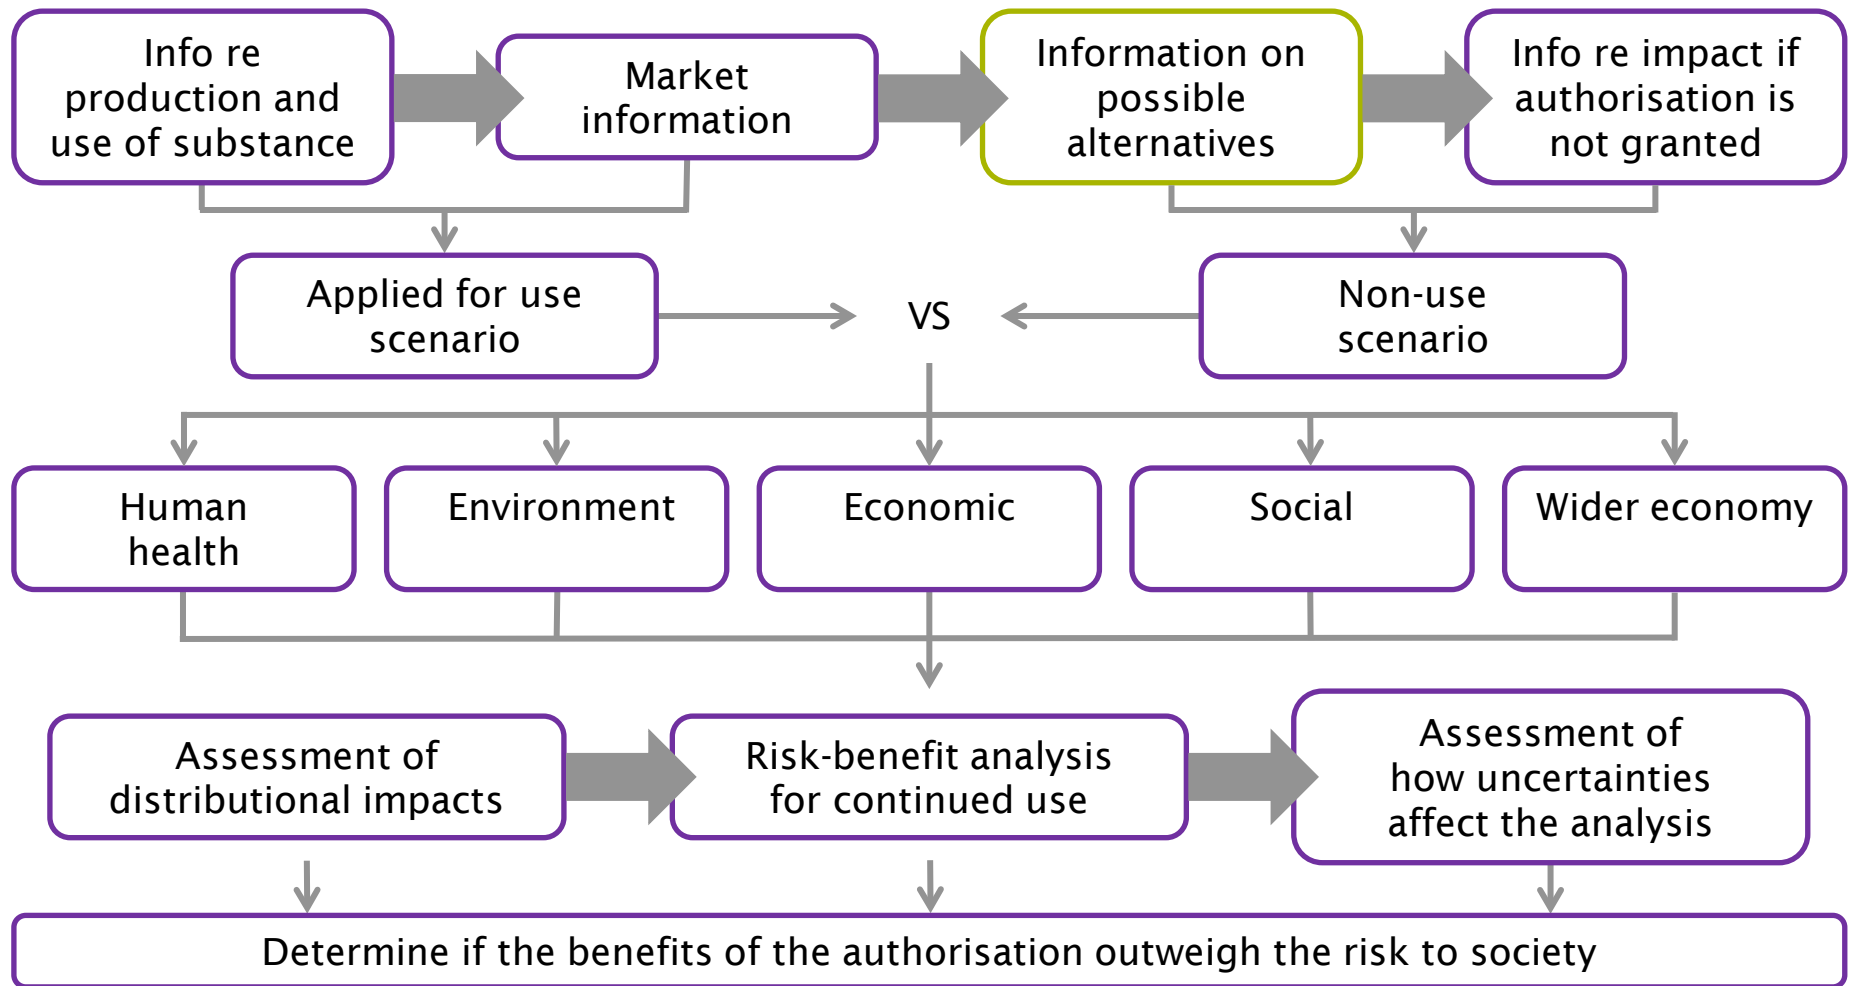 Info re
production and
use of substance
Market
information
Information on
possible
alternatives
Info re impact if
authorisation is
not granted
Applied for use
scenario
VS
Non-use
scenario
Human
health
Environment
Economic
Social
Wider economy
Assessment of
distributional impacts
Risk-benefit analysis
for continued use
Assessment of
how uncertainties
affect the analysis
Determine if the benefits of the authorisation outweigh the risk to society